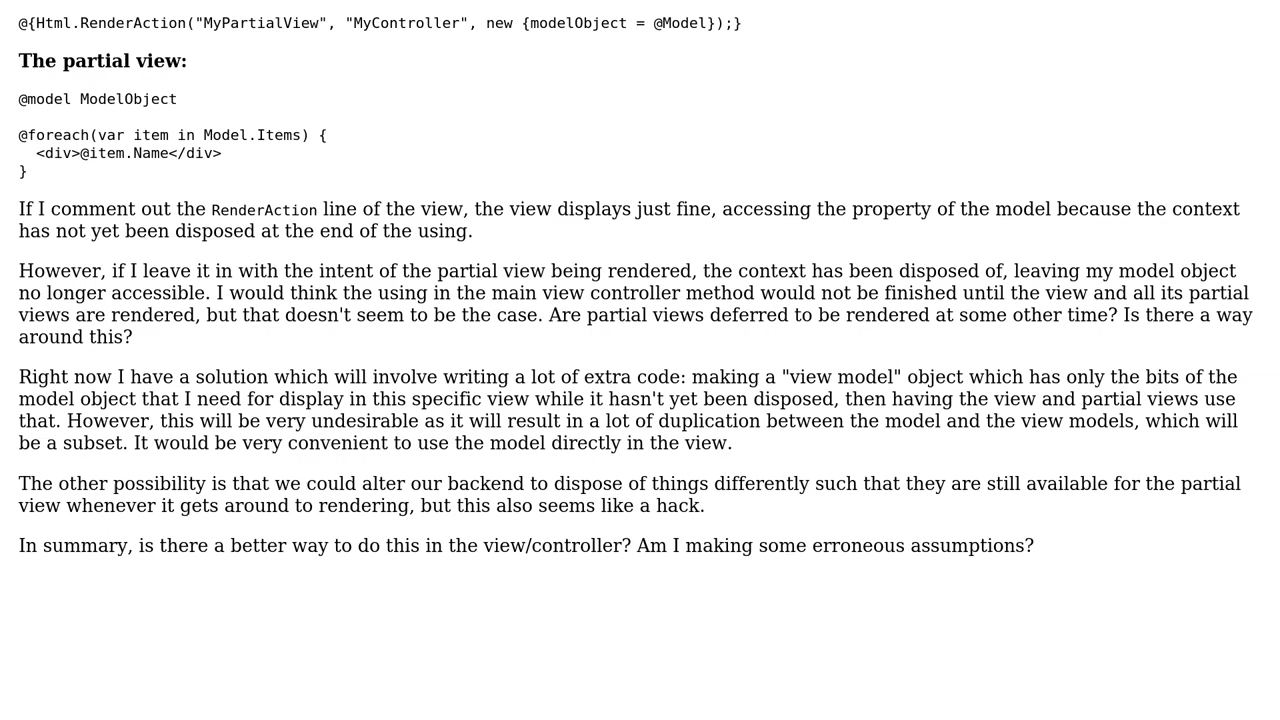 @{Html.RenderAction("MyPartialView", "MyController", new {modelObject = @Model});}
The partial view:
@model ModelObject
@foreach(var item in Model.Items) {
  <div>@item.Name</div>
}
If I comment out the RenderAction line of the view, the view displays just fine, accessing the property of the model because the context
has not yet been disposed at the end of the using.
However, if I leave it in with the intent of the partial view being rendered, the context has been disposed of, leaving my model object
no longer accessible. I would think the using in the main view controller method would not be finished until the view and all its partial
views are rendered, but that doesn't seem to be the case. Are partial views deferred to be rendered at some other time? Is there a way
around this?
Right now I have a solution which will involve writing a lot of extra code: making a "view model" object which has only the bits of the
model object that I need for display in this specific view while it hasn't yet been disposed, then having the view and partial views use
that. However, this will be very undesirable as it will result in a lot of duplication between the model and the view models, which will
be a subset. It would be very convenient to use the model directly in the view.
The other possibility is that we could alter our backend to dispose of things differently such that they are still available for the partial
view whenever it gets around to rendering, but this also seems like a hack.
In summary, is there a better way to do this in the view/controller? Am I making some erroneous assumptions?